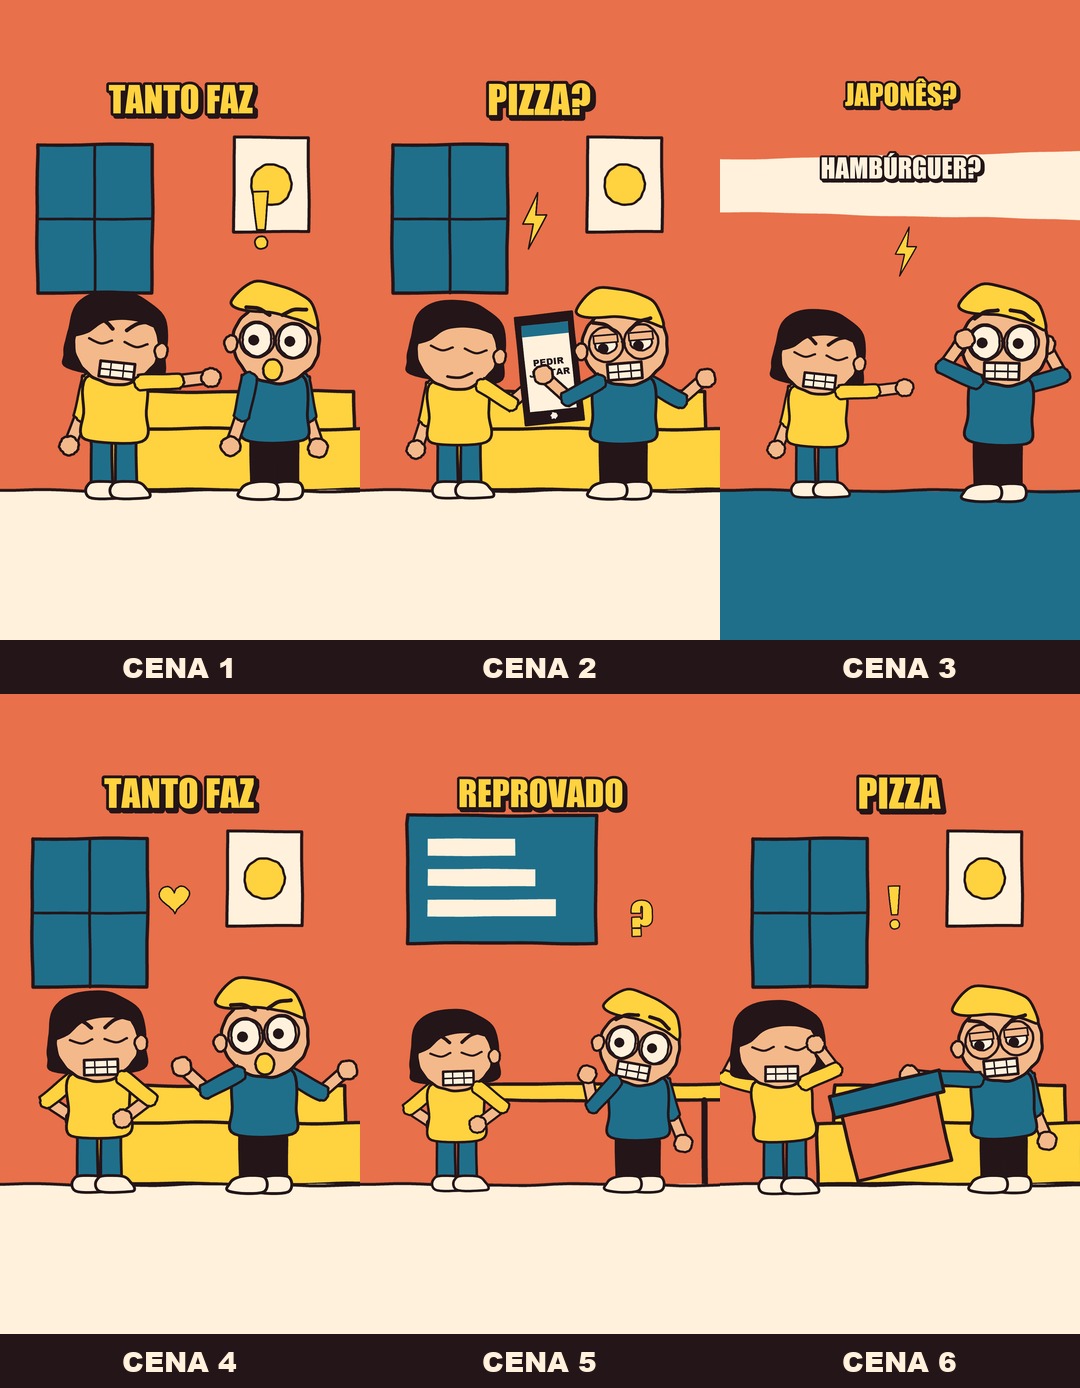 TANTO FAZ
CENA 1
PIZZA?
PEDIR
CENA 2
JAPONÊS?
HAMBÚRGUER?
CENA 3
TANTO FAZ
CENA 4
REPROVADO
?
CENA 5
PIZZA
!
CENA 6